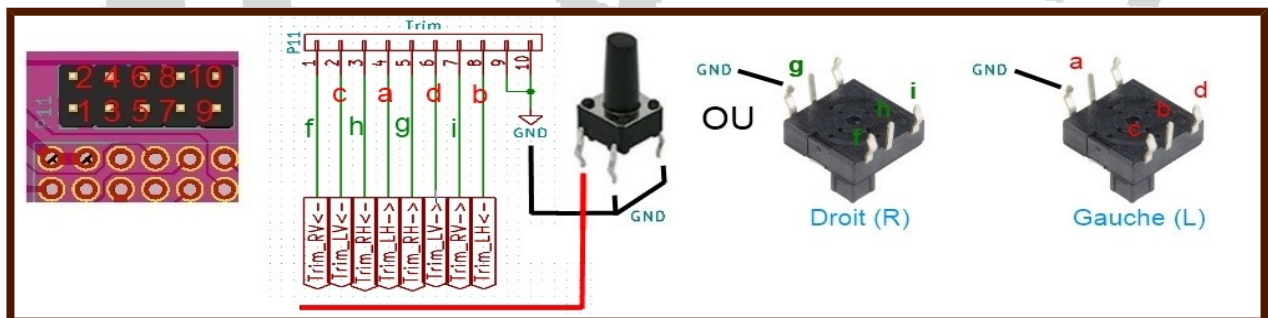 2 4 6 8 10
1 3 5 7 9
P11
Trim
P11
1 2 3 4 5 6 7 8 9 10
f c h a g d i b
GND
Trim_RV<-
Trim_LV<-
Trim_RH<-
Trim_LH->
Trim_RH->
Trim_LV->
Trim_RV->
Trim_LH<-
GND
OU
GND
g
i
h
f
Droit (R)
GND
a
d
b
c
Gauche (L)